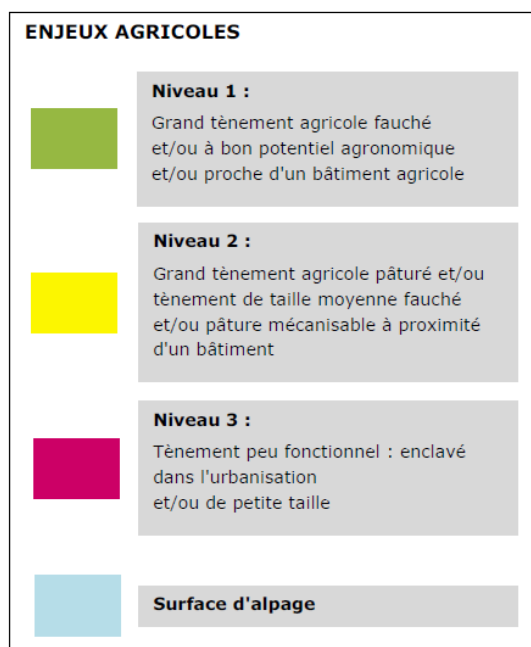 ENJEUX AGRICOLES
Niveau 1 :
Grand tènement agricole fauché
et/ou à bon potentiel agronomique
et/ou proche d'un bâtiment agricole
Niveau 2 :
Grand tènement agricole pâturé et/ou
tènement de taille moyenne fauché
et/ou pâture mécanisable à proximité
d'un bâtiment
Niveau 3 :
Tènement peu fonctionnel : enclavé
dans l'urbanisation
et/ou de petite taille
Surface d'alpage